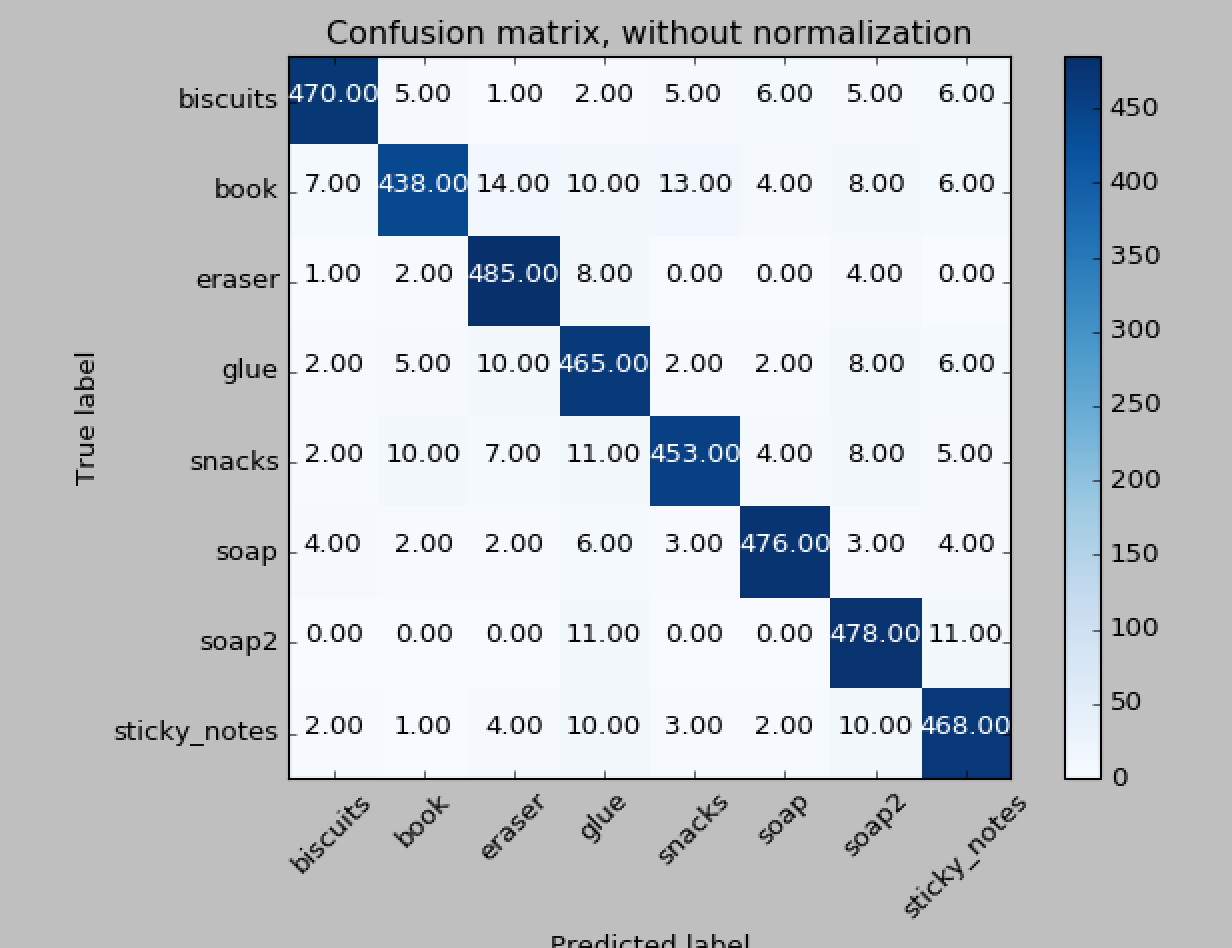 Confusion matrix, without normalization
biscuits 470.00 5.00 1.00 2.00 5.00 6.00 5.00 6.00
book 7.00 438.00 14.00 10.00 13.00 4.00 8.00 6.00
eraser 1.00 2.00 485.00 8.00 0.00 0.00 4.00 0.00
glue 2.00 5.00 10.00 465.00 2.00 2.00 8.00 6.00
snacks 2.00 10.00 7.00 11.00 453.00 4.00 8.00 5.00
soap 4.00 2.00 2.00 6.00 3.00 476.00 3.00 4.00
soap2 0.00 0.00 0.00 11.00 0.00 0.00 478.00 11.00
sticky_notes 2.00 1.00 4.00 10.00 3.00 2.00 10.00 468.00
True label
biscuits book eraser glue snacks soap soap2 sticky_notes
Predicted label
450
400
350
300
250
200
150
100
50
0